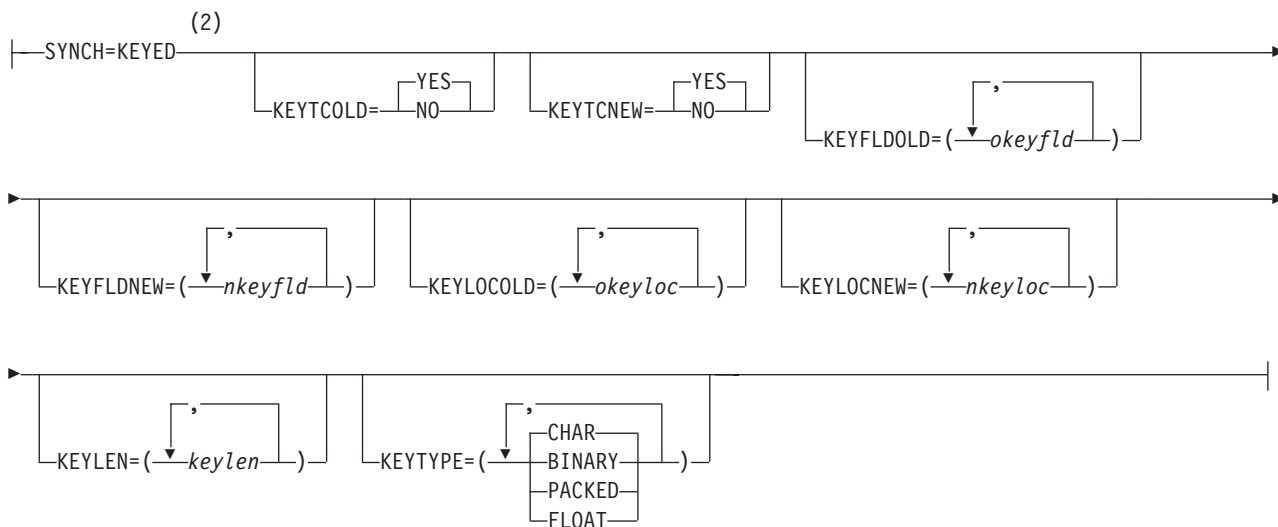 (2)
SYNCH=KEYED
KEYTCOLD= YES NO
KEYTCNEW= YES NO
KEYFLDOLD=( , okeyfld )
KEYFLDNEW=( , nkeyfld )
KEYLOCOLD=( , okeyloc )
KEYLOCNEW=( , nkeyloc )
KEYLEN=( , keylen )
KEYTYPE=( , CHAR BINARY PACKED FLOAT )